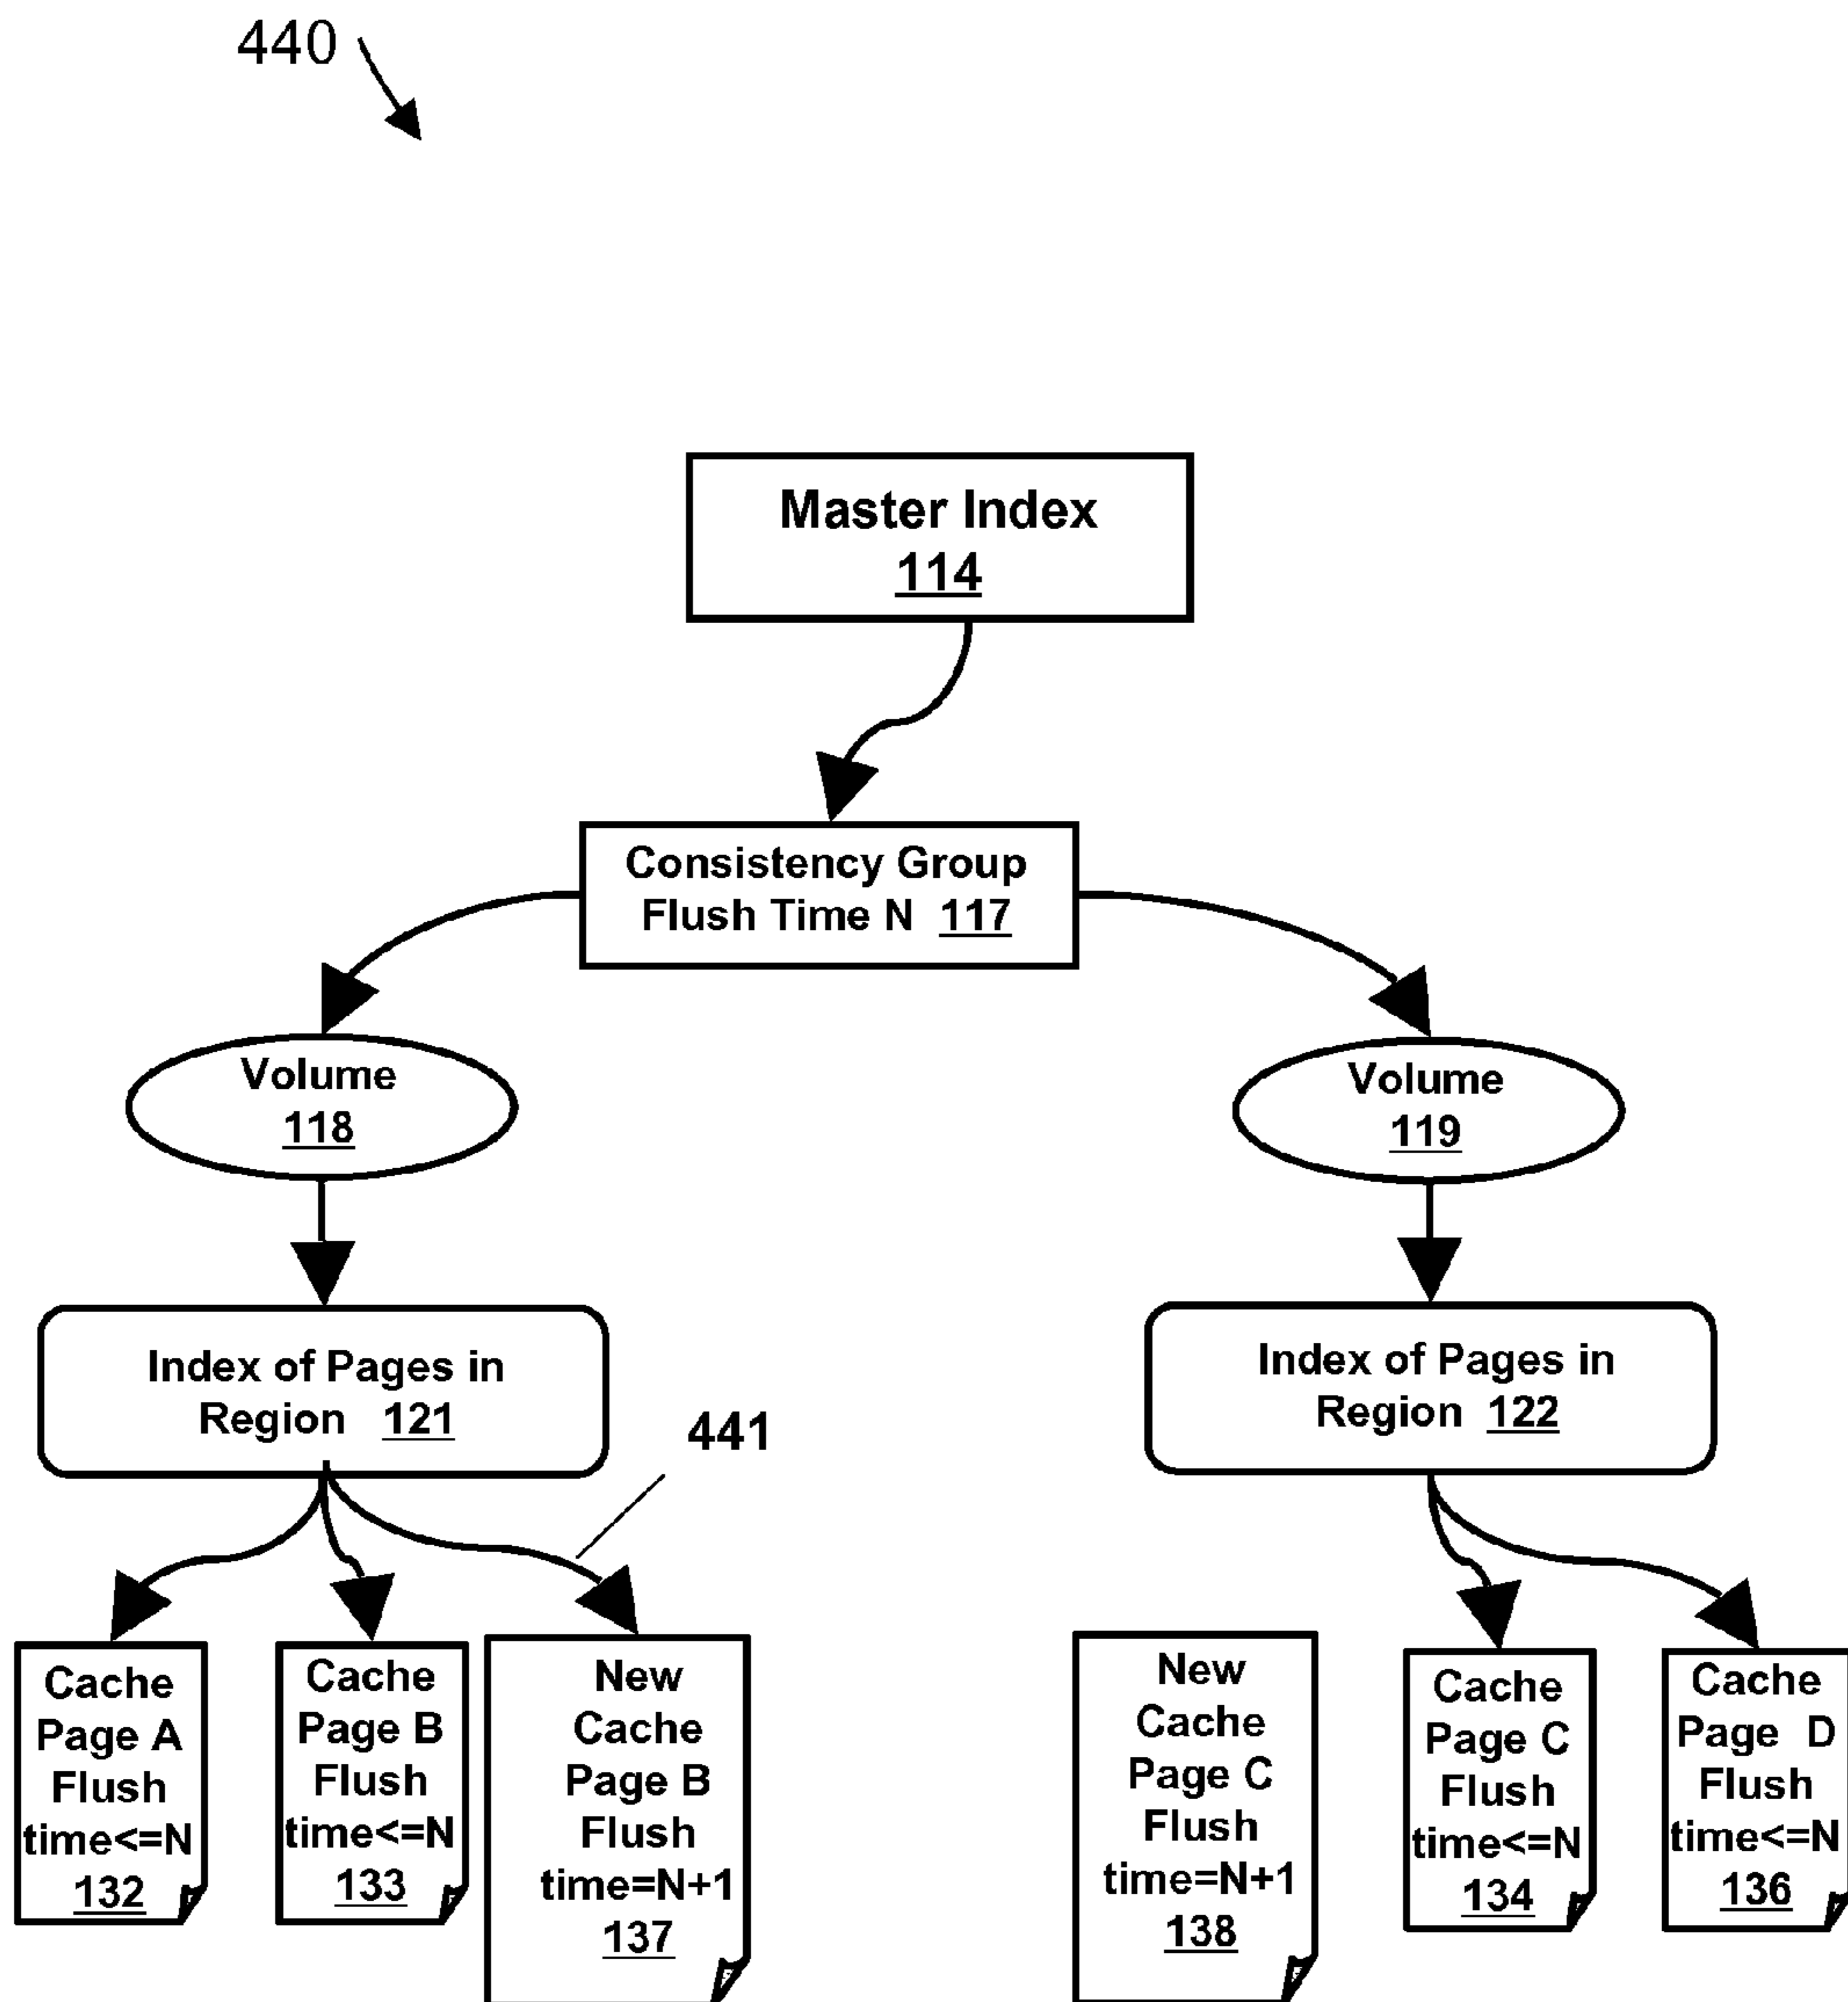 440
Master Index
114
Consistency Group
Flush Time N 117
Volume
118
Volume
119
Index of Pages in
Region 121
Index of Pages in
Region 122
441
Cache
Page A
Flush
time<=N
132
Cache
Page B
Flush
time<=N
133
New
Cache
Page B
Flush
time=N+1
137
New
Cache
Page C
Flush
time=N+1
138
Cache
Page C
Flush
time<=N
134
Cache
Page D
Flush
time<=N
136